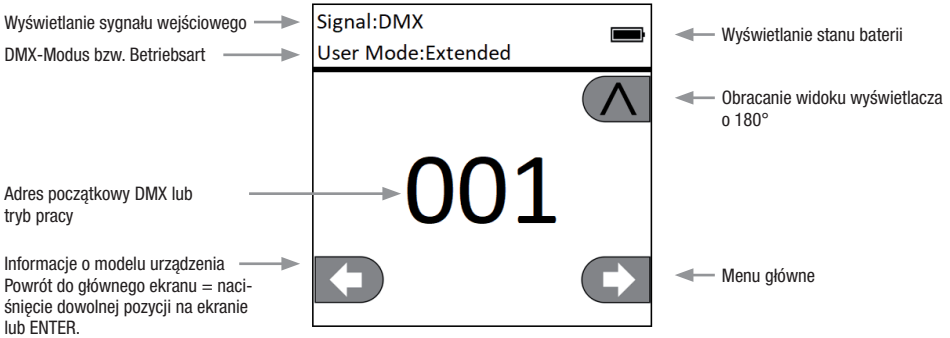 Wyświetlanie sygnału wejściowego
DMX-Modus bzw. Betriebsart
Adres początkowy DMX lub
tryb pracy
Informacje o modelu urządzenia
Powrót do głównego ekranu = naci-
śnięcie dowolnej pozycji na ekranie
lub ENTER.
Signal:DMX
User Mode:Extended
001
Wyświetlanie stanu baterii
Obracanie widoku wyświetlacza
o 180°
Menu główne